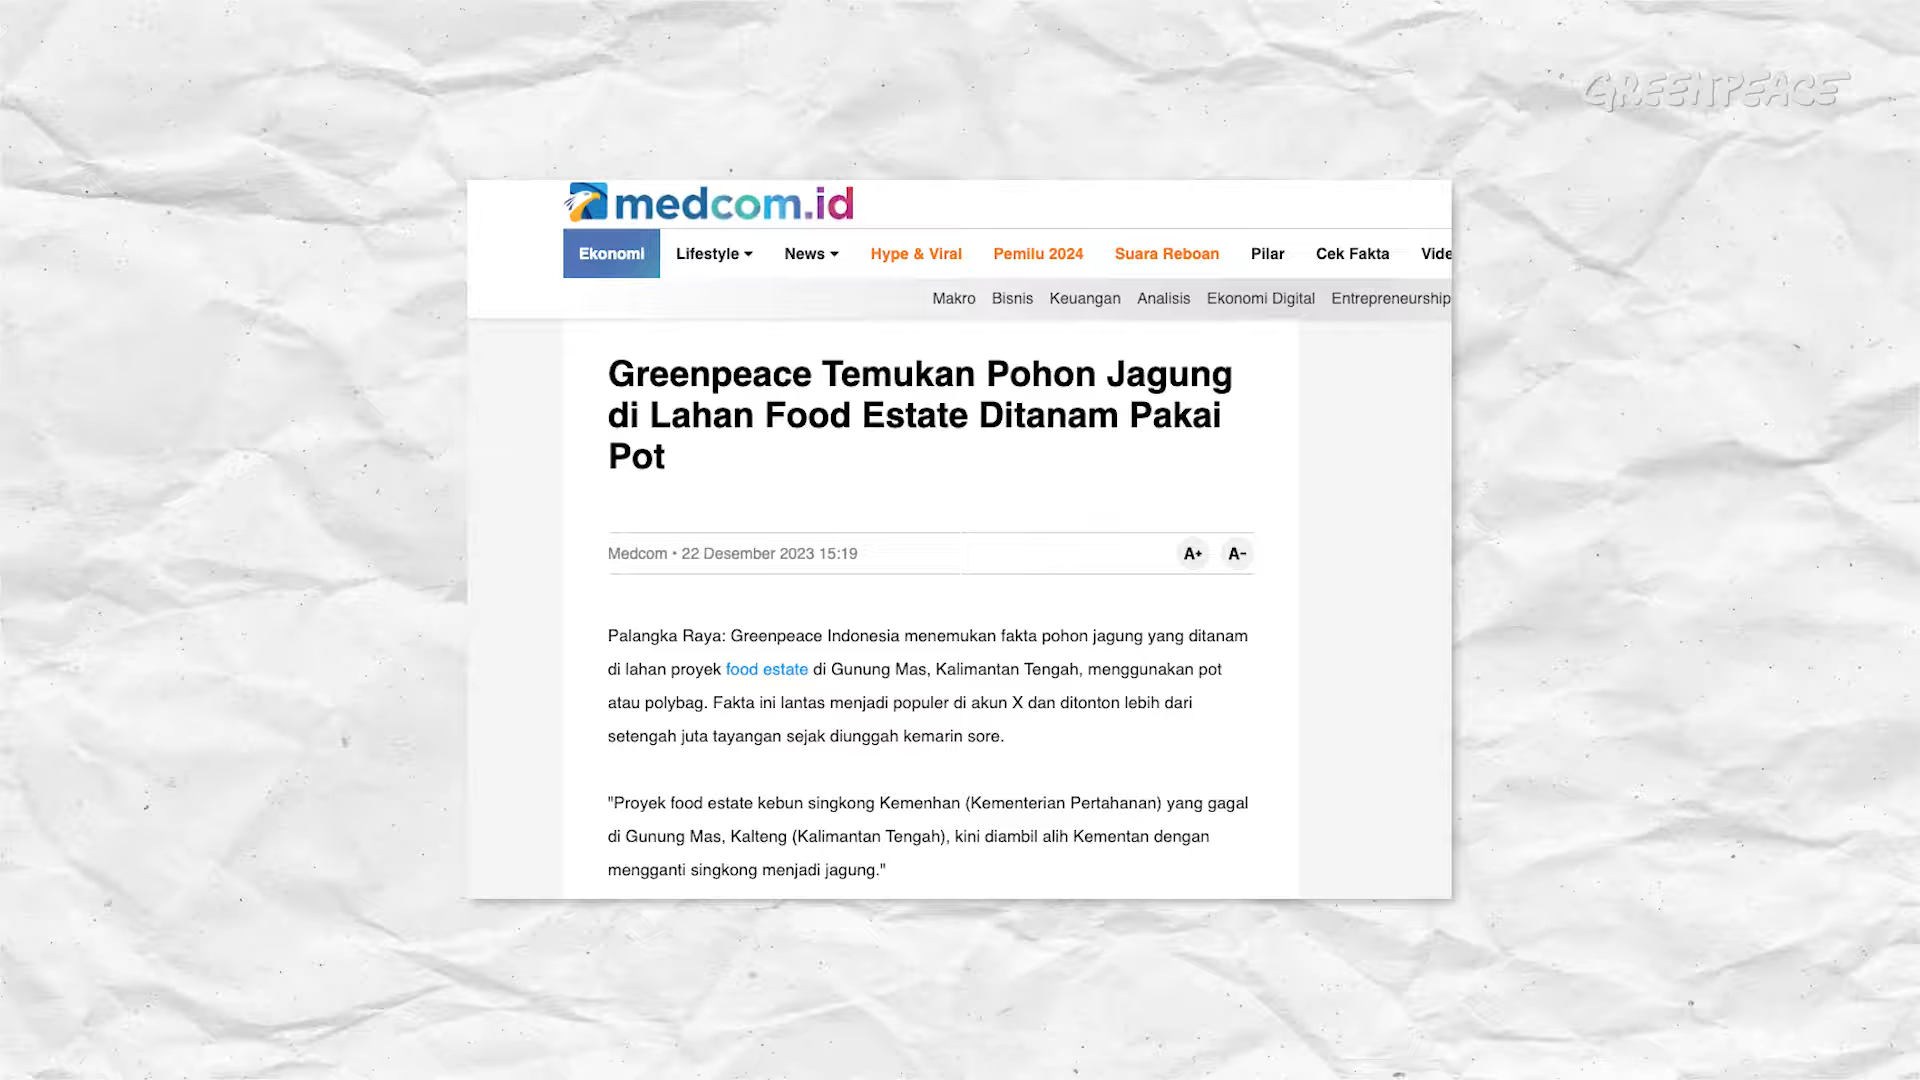 GREENPEACE
medcom.id
Ekonomi Lifestyle News Hype & Viral Pemilu 2024 Suara Reboan Pilar Cek Fakta Vide
Makro Bisnis Keuangan Analisis Ekonomi Digital Entrepreneurship
Greenpeace Temukan Pohon Jagung
di Lahan Food Estate Ditanam Pakai
Pot
Medcom • 22 Desember 2023 15:19 A+ A-
Palangka Raya: Greenpeace Indonesia menemukan fakta pohon jagung yang ditanam
di lahan proyek food estate di Gunung Mas, Kalimantan Tengah, menggunakan pot
atau polybag. Fakta ini lantas menjadi populer di akun X dan ditonton lebih dari
setengah juta tayangan sejak diunggah kemarin sore.
"Proyek food estate kebun singkong Kemenhan (Kementerian Pertahanan) yang gagal
di Gunung Mas, Kalteng (Kalimantan Tengah), kini diambil alih Kementan dengan
mengganti singkong menjadi jagung."